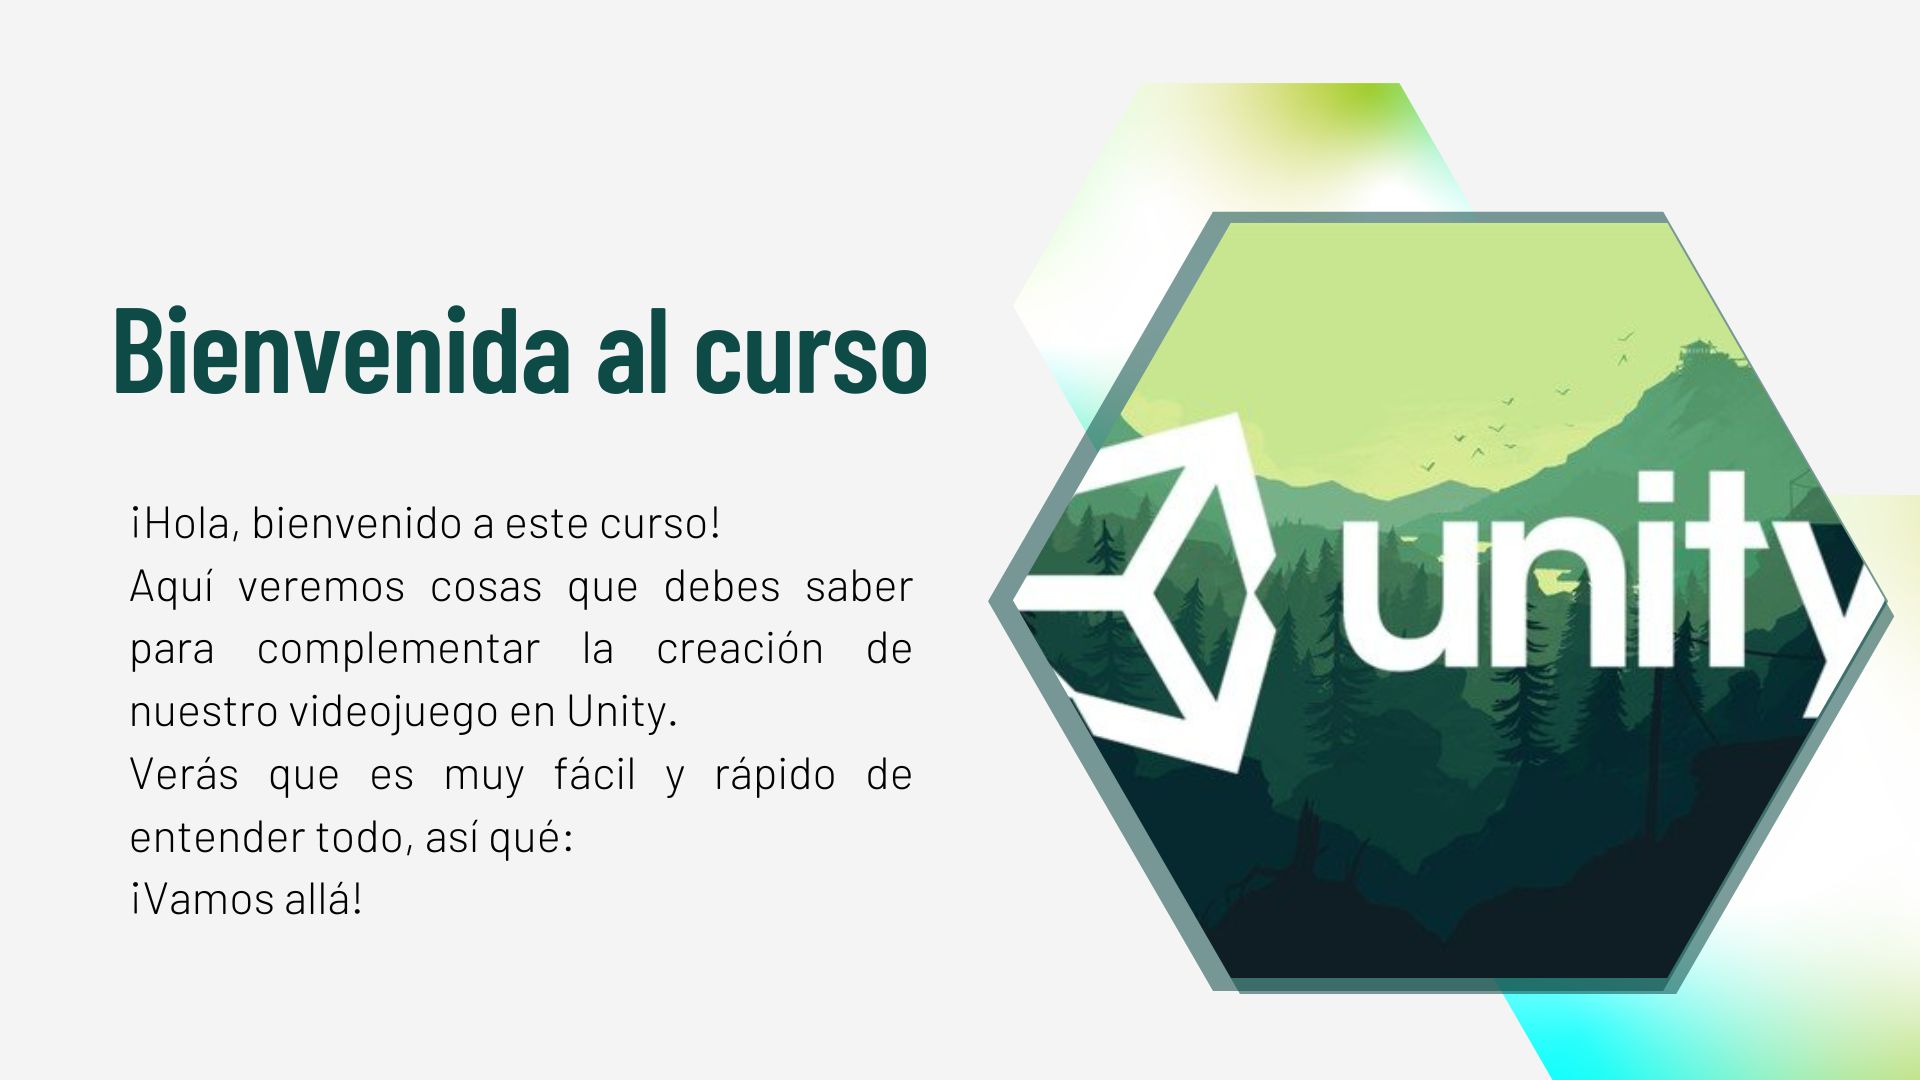 Bienvenida al curso
¡Hola, bienvenido a este curso!
Aquí veremos cosas que debes saber
para complementar la creación de
nuestro videojuego en Unity.
Verás que es muy fácil y rápido de
entender todo, así qué:
¡Vamos allá!
unity